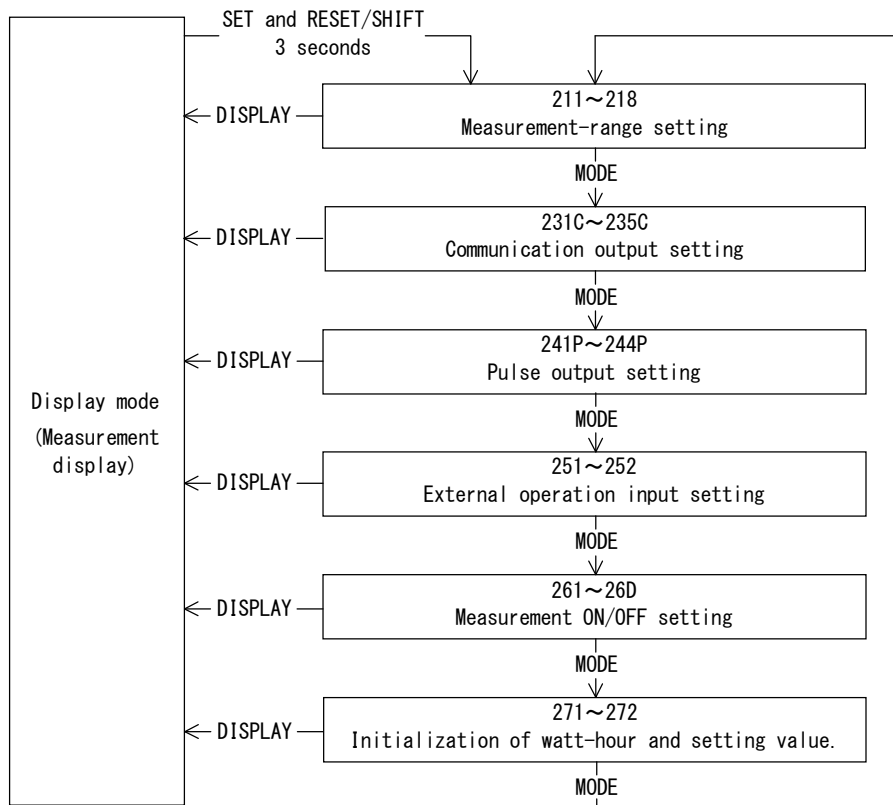 SET and RESET/SHIFT
3 seconds
211～218
Measurement-range setting
DISPLAY
MODE
231C～235C
Communication output setting
DISPLAY
MODE
241P～244P
Pulse output setting
DISPLAY
MODE
Display mode
(Measurement
display)
251～252
External operation input setting
DISPLAY
MODE
261～26D
Measurement ON/OFF setting
DISPLAY
MODE
271～272
Initialization of watt-hour and setting value.
DISPLAY
MODE